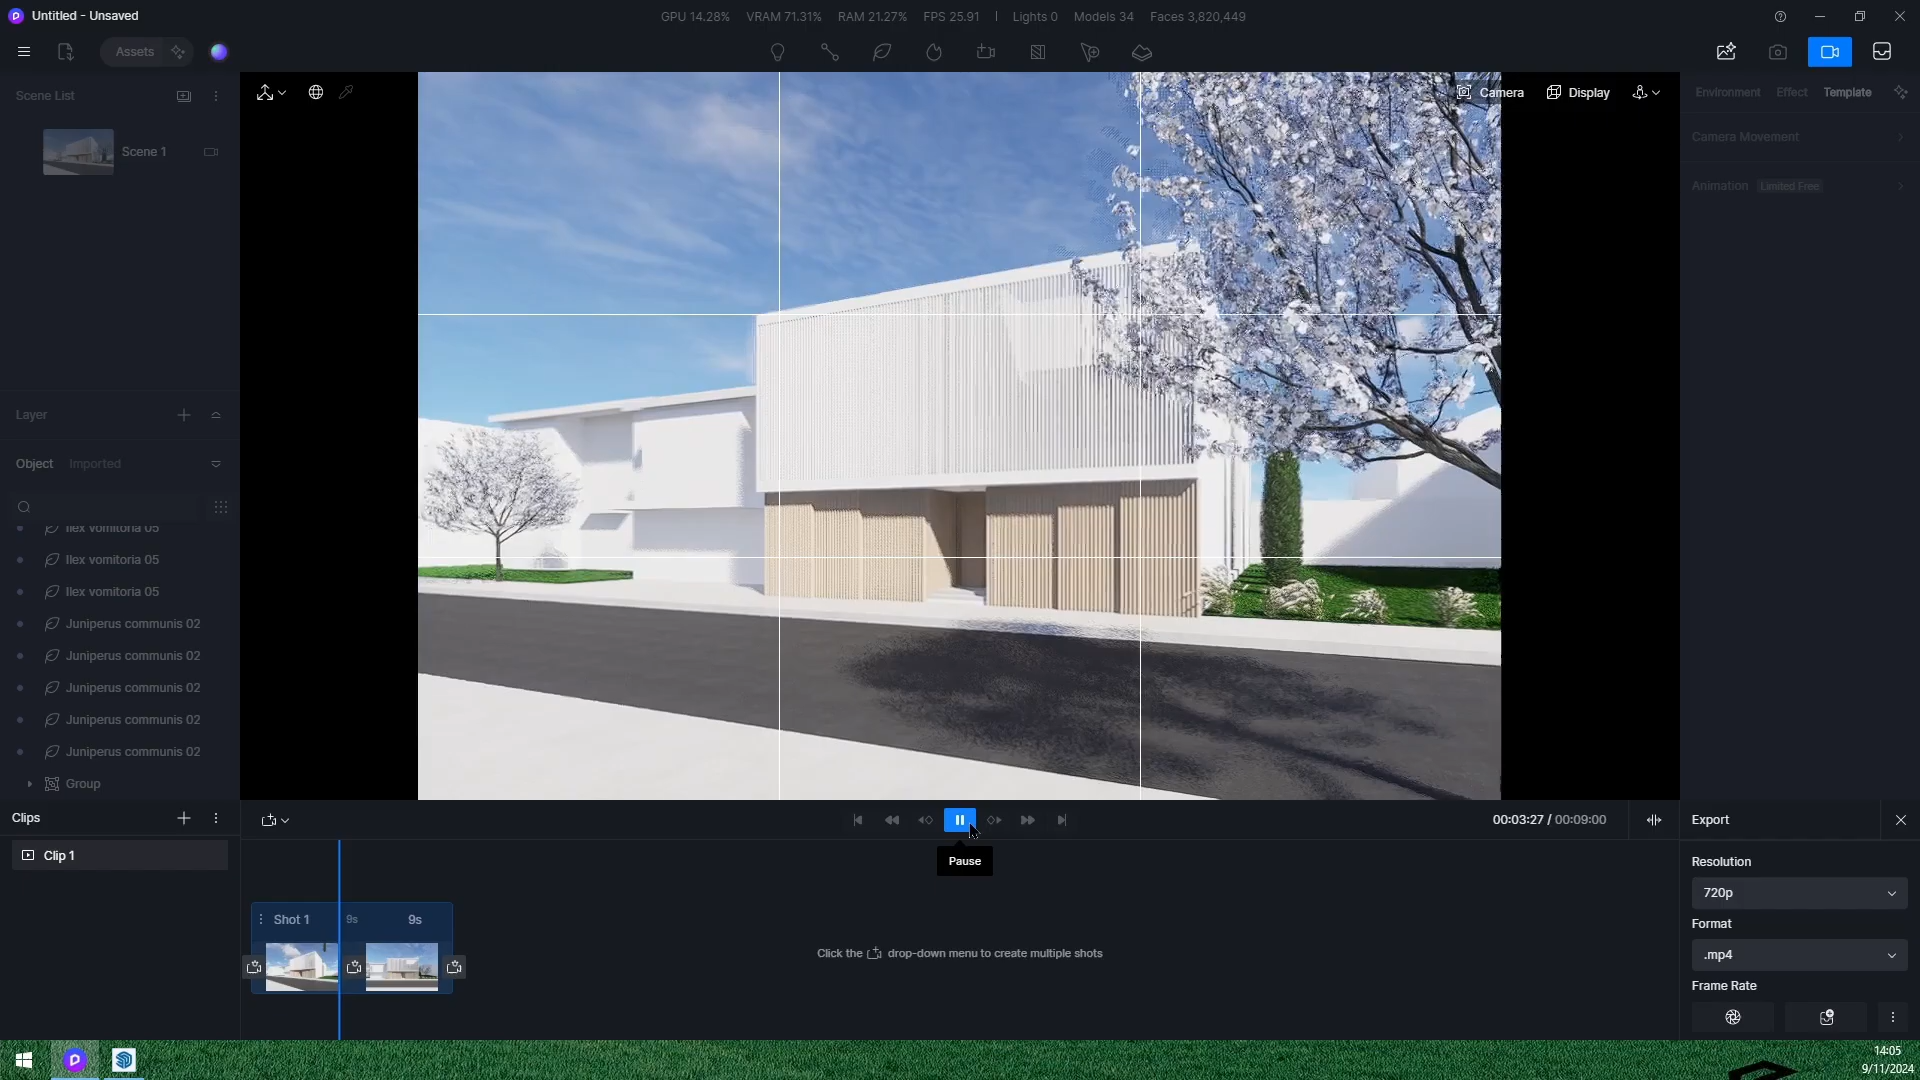 Untitled - Unsaved
GPU 14.28% VRAM 71.31% RAM 21.27% FPS 25.91 | Lights 0 Models 34 Faces 3,820,449
Assets
Scene List
Camera
Display
Environment Effect Template
Scene 1
Camera Movement
Animation Limited Free
Layer
Object Imported
Ilex vomitoria 05
Ilex vomitoria 05
Ilex vomitoria 05
Juniperus communis 02
Juniperus communis 02
Juniperus communis 02
Juniperus communis 02
Juniperus communis 02
Group
Clips
00:03:27 / 00:09:00
Export
Clip 1
Pause
Resolution
720p
Shot 1 9s 9s
Format
Click the drop-down menu to create multiple shots
.mp4
Frame Rate
14:05
9/11/2024